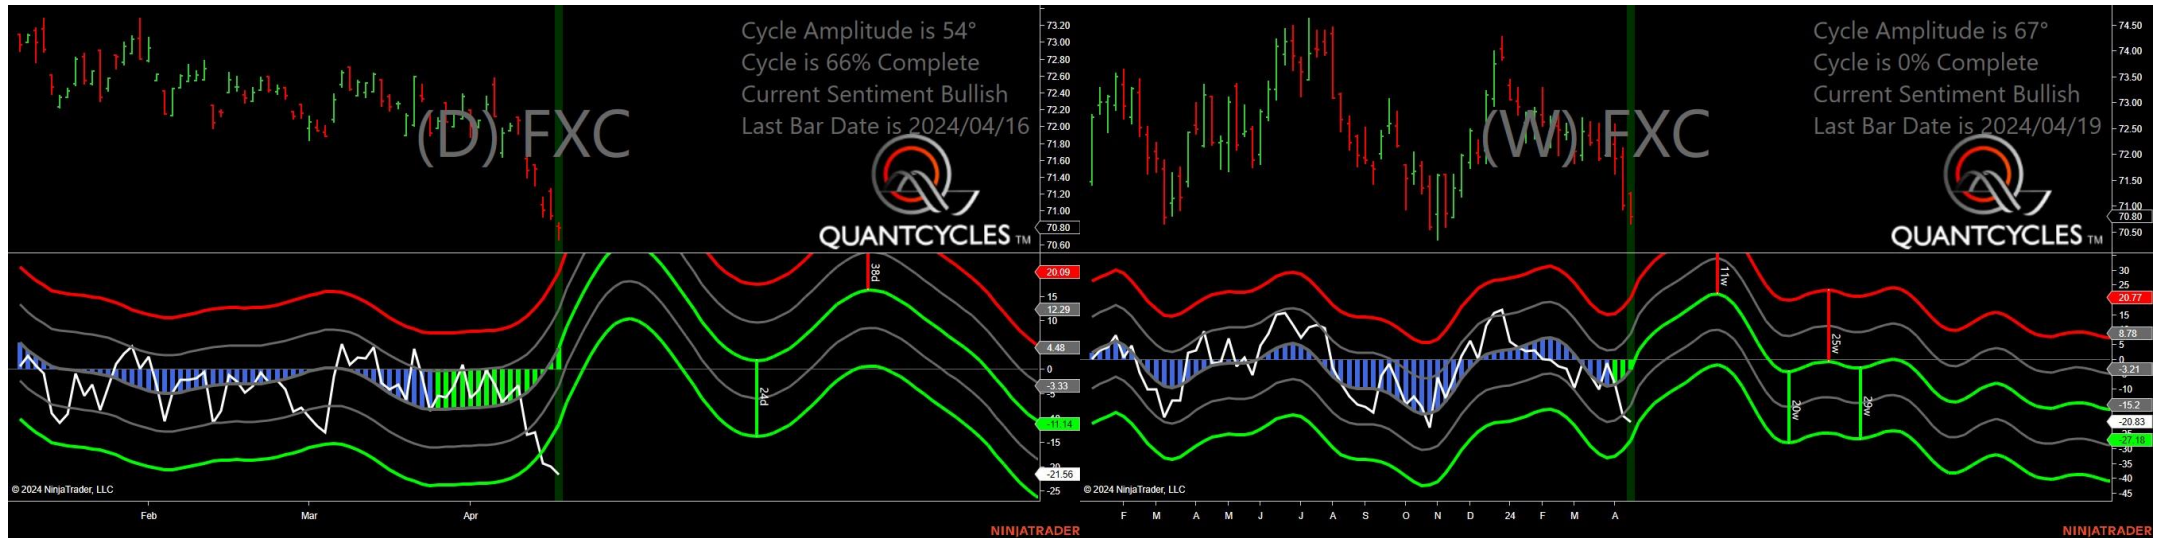 Cycle Amplitude is 54°
Cycle is 66% Complete
Current Sentiment Bullish
Last Bar Date is 2024/04/16
(D) FXC
QUANTCYCLES TM
73.20
73.00
72.80
72.60
72.40
72.20
72.00
71.80
71.60
71.40
71.20
71.00
70.80
70.60
38d
24d
20.09
15
12.29
10
4.48
0
-3.33
-5
-11.14
-15
-21.56
-25
© 2024 NinjaTrader, LLC
Feb Mar Apr
NINJATRADER
Cycle Amplitude is 67°
Cycle is 0% Complete
Current Sentiment Bullish
Last Bar Date is 2024/04/19
(W) FXC
QUANTCYCLES TM
74.50
74.00
73.50
73.00
72.50
72.00
71.50
71.00
70.80
70.50
11w
25w
20w
29w
30
25
20.77
15
8.78
5
0
-3.21
-10
-15.2
-20.83
-27.18
-30
-35
-40
-45
© 2024 NinjaTrader, LLC
F M A M J J A S O N D 24 F M A
NINJATRADER